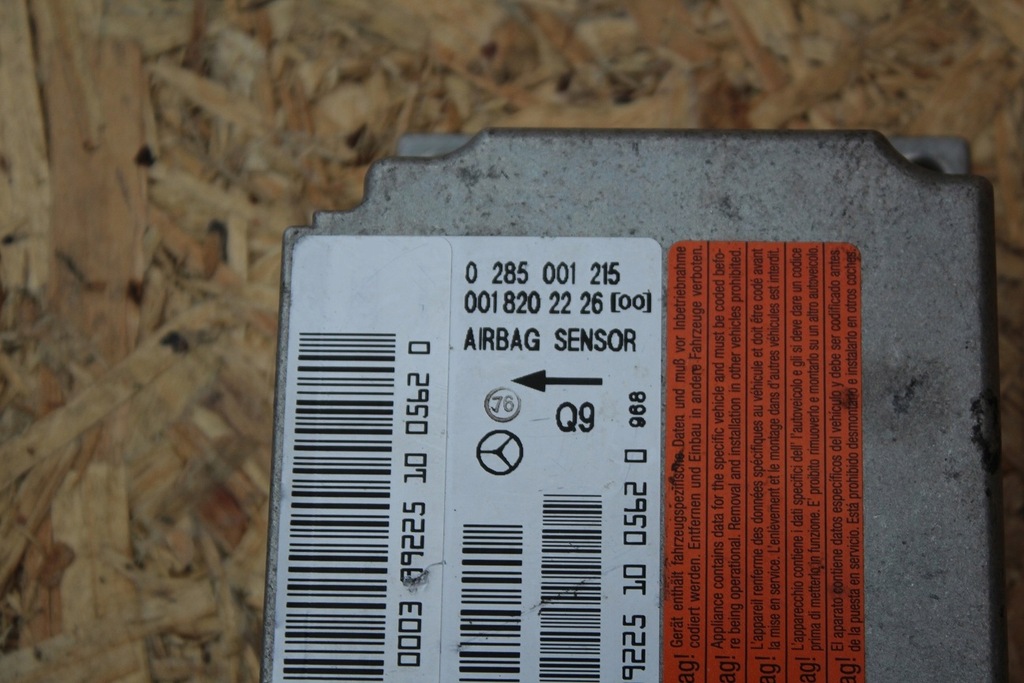 0 285 001 215
001 820 22 26 [00]
AIRBAG SENSOR
76
Q9
968
0003 89225 10 0562 0
9225 10 0562 0
Gerät enthält fahrzeugspezifische Daten und muß vor Inbetriebnahme
codiert werden. Entfernen und Einbau in andere Fahrzeuge verboten.
Appliance contains data for the specific vehicle and must be coded befo-
re being operational. Removal and installation in other vehicles prohibited.
L'appareil renferme des données spécifiques au véhicule et doit être codé avant
la mise en service. L'enlèvement et le montage dans d'autres véhicules est interdit.
L'apparecchio contiene i dati specifici dell'autoveicolo e gli si deve dare un codice
prima di metterlo in funzione. E' proibito rimuoverlo e montarlo su un altro autoveicolo.
El aparato contiene datos específicos del vehículo y debe ser codificado antes
de la puesta en servicio. Está prohibido desmontarlo e instalarlo en otros coches.
ag!
ag!
ag!
ag!
ag!